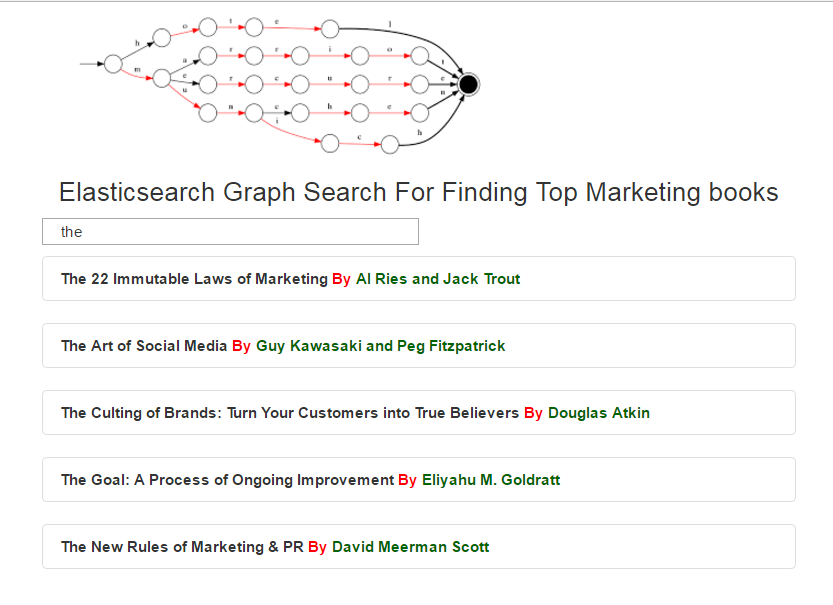 o t e l
h
a r r i o t
m
e r c u r e
u n c h e n
i c h
Elasticsearch Graph Search For Finding Top Marketing books
the
The 22 Immutable Laws of Marketing By Al Ries and Jack Trout
The Art of Social Media By Guy Kawasaki and Peg Fitzpatrick
The Culting of Brands: Turn Your Customers into True Believers By Douglas Atkin
The Goal: A Process of Ongoing Improvement By Eliyahu M. Goldratt
The New Rules of Marketing & PR By David Meerman Scott